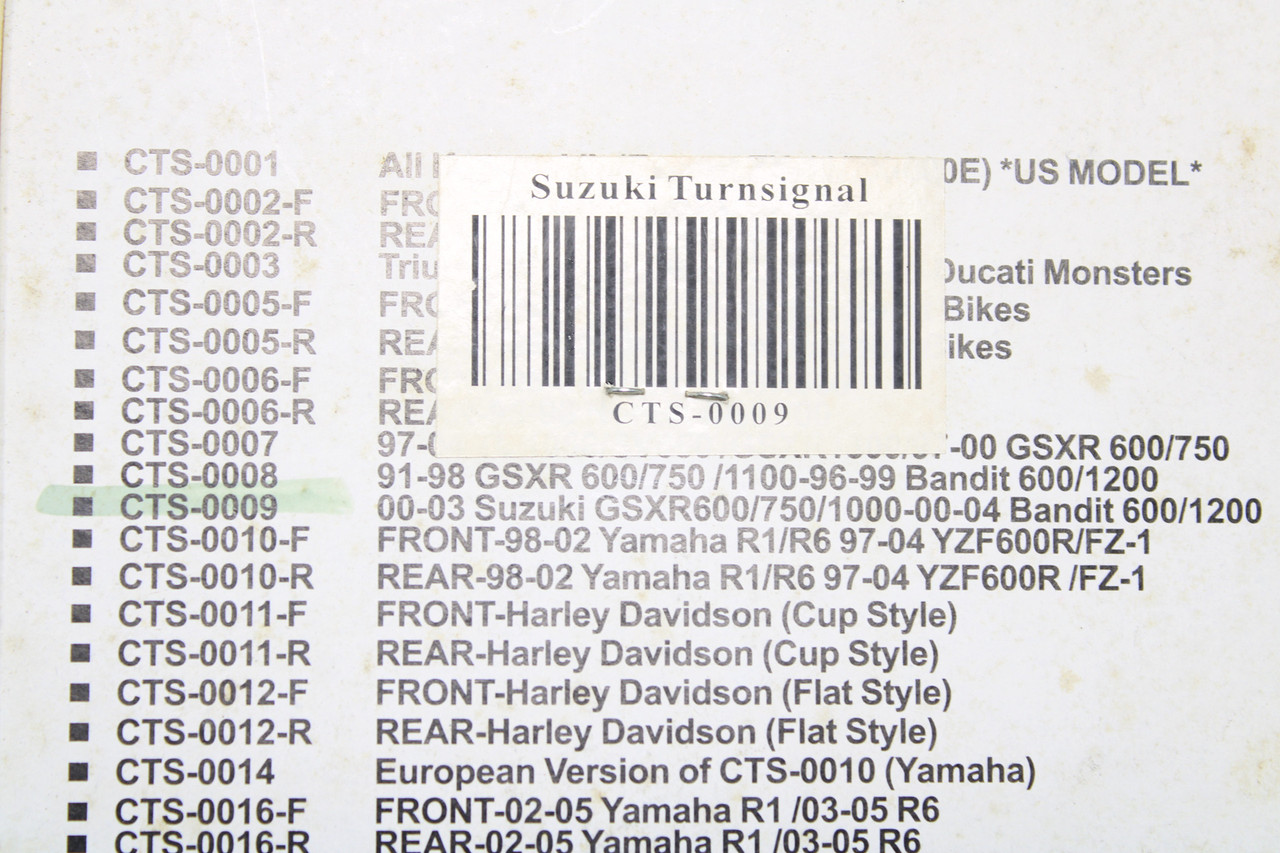 CTS-0001 All 0E) *US MODEL*
Suzuki Turnsignal
CTS-0002-F
CTS-0002-R
CTS-0003 Ducati Monsters
CTS-0005-F Bikes
CTS-0005-R
CTS-0006-F
CTS-0006-R
CTS-0009
CTS-0007 -00 GSXR 600/750
CTS-0008 91-98 GSXR 600/750 /1100-96-99 Bandit 600/1200
CTS-0009 00-03 Suzuki GSXR600/750/1000-00-04 Bandit 600/1200
CTS-0010-F FRONT-98-02 Yamaha R1/R6 97-04 YZF600R/FZ-1
CTS-0010-R REAR-98-02 Yamaha R1/R6 97-04 YZF600R /FZ-1
CTS-0011-F FRONT-Harley Davidson (Cup Style)
CTS-0011-R REAR-Harley Davidson (Cup Style)
CTS-0012-F FRONT-Harley Davidson (Flat Style)
CTS-0012-R REAR-Harley Davidson (Flat Style)
CTS-0014 European Version of CTS-0010 (Yamaha)
CTS-0016-F FRONT-02-05 Yamaha R1 /03-05 R6
CTS-0016-R REAR-02-05 Yamaha R1 /03-05 R6